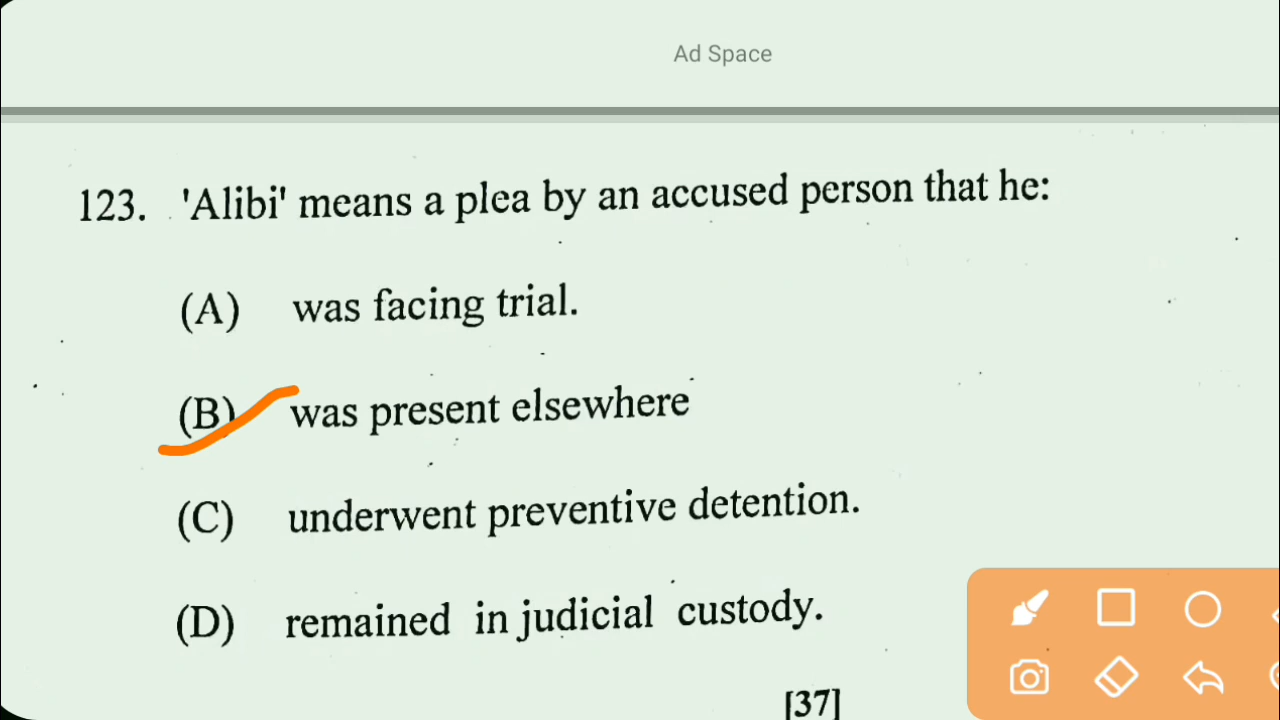 Ad Space
123. 'Alibi' means a plea by an accused person that he:
(A) was facing trial.
(B) was present elsewhere
(C) underwent preventive detention.
(D) remained in judicial custody.
[37]